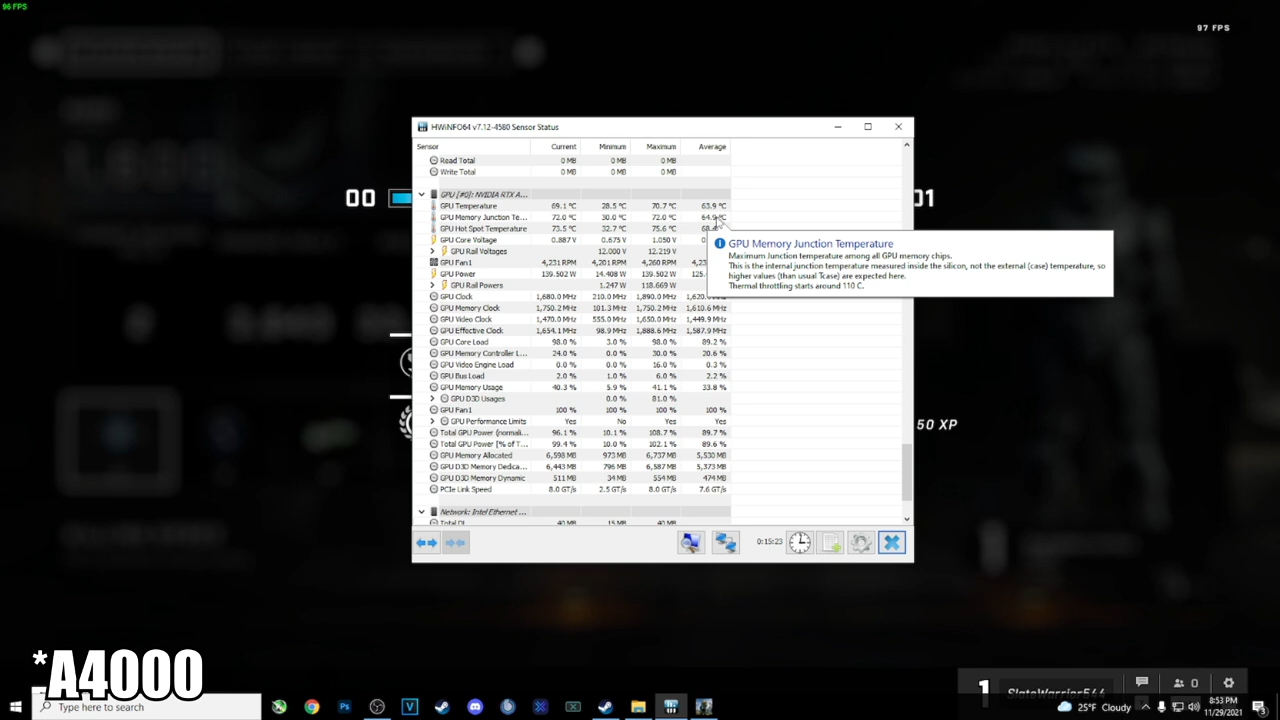 96 FPS
97 FPS
HWiNFO64 v7.12-4580 Sensor Status
Sensor Current Minimum Maximum Average
Read Total 0 MB 0 MB 0 MB
Write Total 0 MB 0 MB 0 MB
GPU [#0]: NVIDIA RTX A...
GPU Temperature 69.1 °C 28.5 °C 70.7 °C 63.9 °C
GPU Memory Junction Te... 72.0 °C 30.0 °C 72.0 °C 64.9 °C
GPU Hot Spot Temperature 73.5 °C 32.7 °C 75.6 °C
GPU Core Voltage 0.887 V 0.675 V 1.050 V
GPU Rail Voltages 12.000 V 12.219 V
GPU Fan1 4,231 RPM 4,201 RPM 4,260 RPM
GPU Power 139.502 W 14.408 W 139.502 W
GPU Rail Powers 1.247 W 118.669 W
GPU Clock 1,680.0 MHz 210.0 MHz 1,890.0 MHz
GPU Memory Clock 1,750.2 MHz 101.3 MHz 1,750.2 MHz 1,610.6 MHz
GPU Video Clock 1,470.0 MHz 555.0 MHz 1,650.0 MHz 1,449.9 MHz
GPU Effective Clock 1,654.1 MHz 98.9 MHz 1,888.6 MHz 1,587.9 MHz
GPU Core Load 98.0 % 3.0 % 98.0 % 89.2 %
GPU Memory Controller L... 24.0 % 0.0 % 30.0 % 20.6 %
GPU Video Engine Load 0.0 % 0.0 % 16.0 % 0.3 %
GPU Bus Load 2.0 % 1.0 % 6.0 % 2.2 %
GPU Memory Usage 40.3 % 5.9 % 41.1 % 33.8 %
GPU D3D Usages 0.0 % 81.0 %
GPU Fan1 100 % 100 % 100 % 100 %
GPU Performance Limits Yes No Yes Yes
Total GPU Power (normali... 96.1 % 10.1 % 108.7 % 89.7 %
Total GPU Power [% of T... 99.4 % 10.0 % 102.1 % 89.6 %
GPU Memory Allocated 6,598 MB 973 MB 6,737 MB 5,530 MB
GPU D3D Memory Dedica... 6,443 MB 796 MB 6,587 MB 5,373 MB
GPU D3D Memory Dynamic 511 MB 34 MB 554 MB 474 MB
PCIe Link Speed 8.0 GT/s 2.5 GT/s 8.0 GT/s 7.6 GT/s
Network: Intel Ethernet ...
Total DL 40 MB 15 MB 40 MB
GPU Memory Junction Temperature
Maximum Junction temperature among all GPU memory chips.
This is the internal junction temperature measured inside the silicon, not the external (case) temperature, so
higher values (than usual Tcase) are expected here.
Thermal throttling starts around 110 C.
0:15:23
00
01
50 XP
*A4000
1 SlateWarrior544 0
Type here to search
25°F Cloudy
8:53 PM
11/29/2021